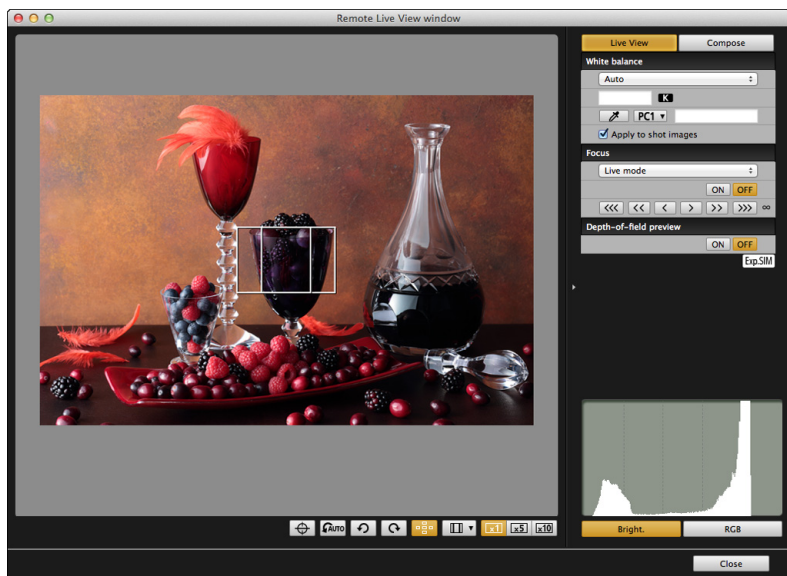 Remote Live View window
Live View
Compose
White balance
Auto
K
PC1
Apply to shot images
Focus
Live mode
ON OFF
<<< << < > >> >>> ∞
Depth-of-field preview
ON OFF
Exp.SIM
AUTO
x1 x5 x10
Bright.
RGB
Close